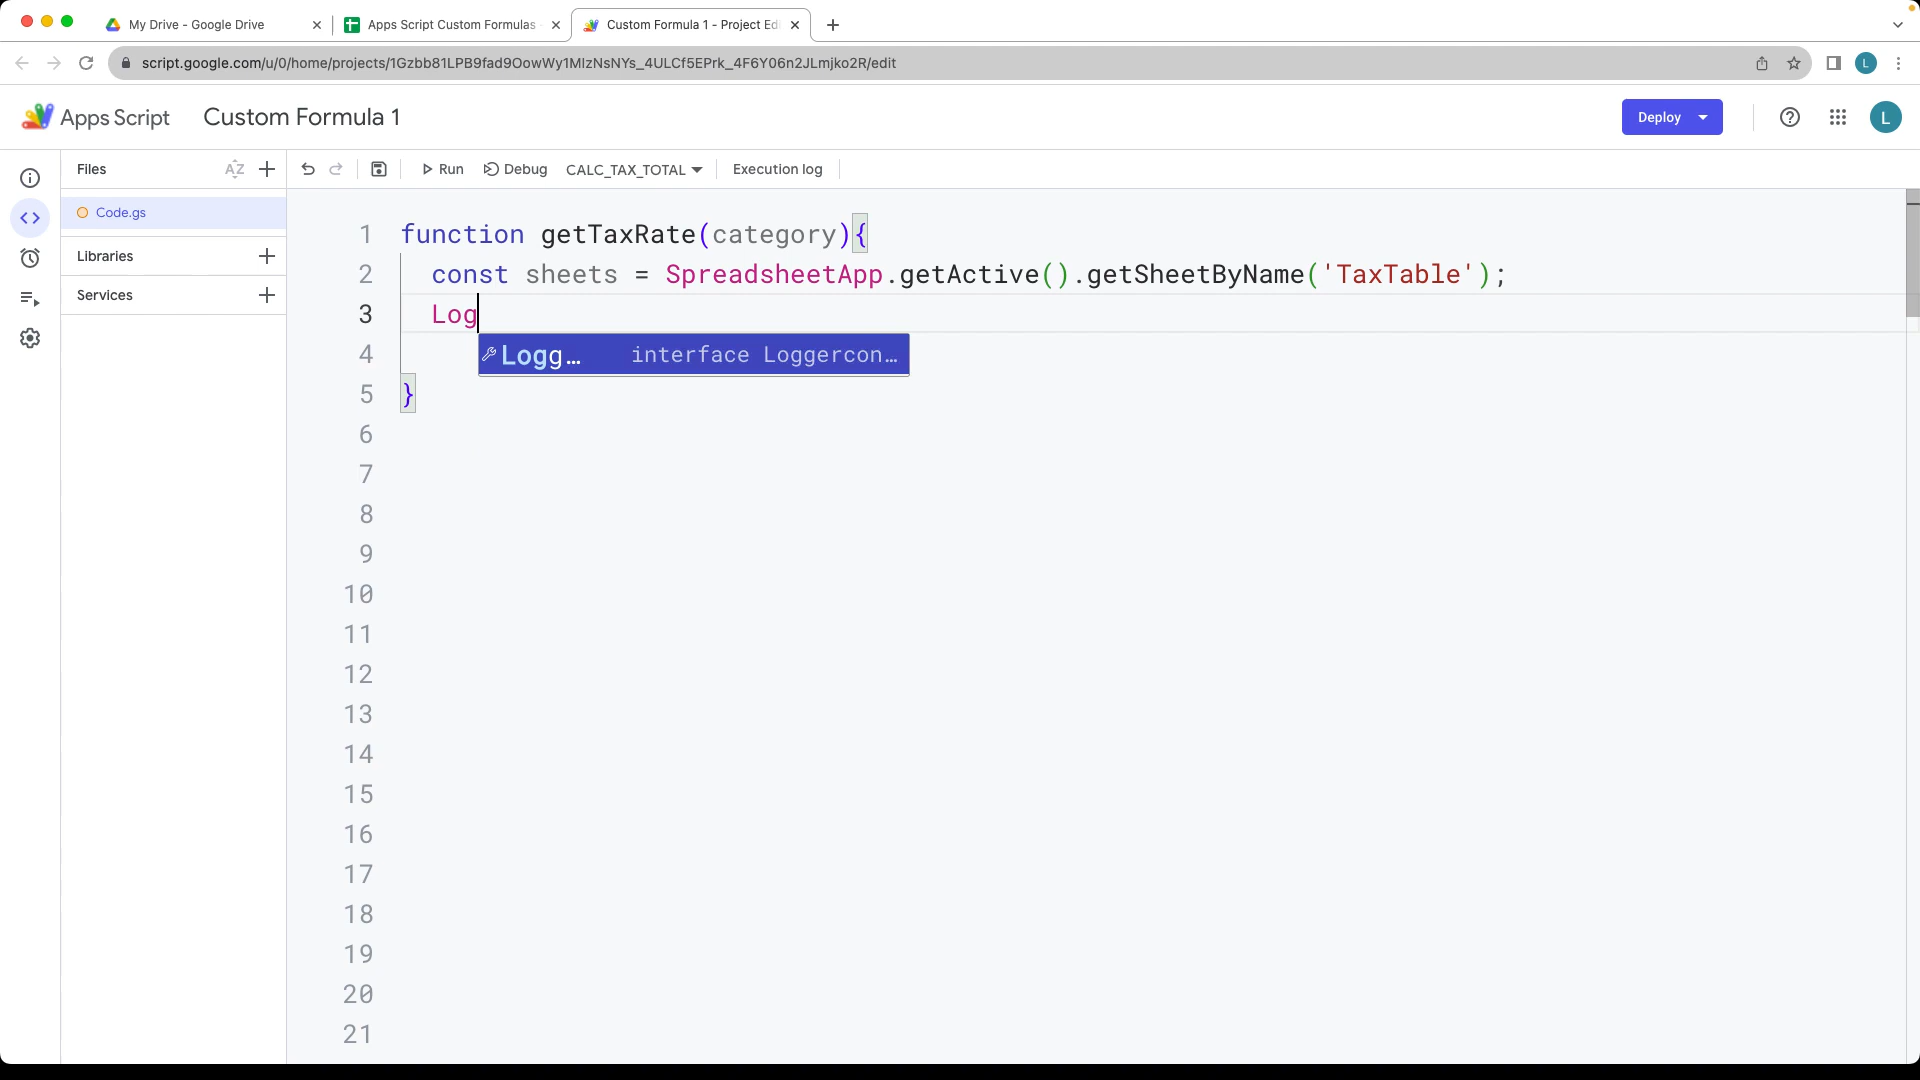 My Drive - Google Drive
Apps Script Custom Formulas
Custom Formula 1 - Project Ed
script.google.com/u/0/home/projects/1Gzbb81LPB9fad9OowWy1MlzNsNYs_4ULCf5EPrk_4F6Y06n2JLmjko2R/edit
L
Apps Script
Custom Formula 1
Deploy
L
Files
AZ
Run
Debug
CALC_TAX_TOTAL
Execution log
Code.gs
Libraries
Services
1 function getTaxRate(category){
2 const sheets = SpreadsheetApp.getActive().getSheetByName('TaxTable');
3 Log
Logg… interface Loggercon…
4
5 }
6
7
8
9
10
11
12
13
14
15
16
17
18
19
20
21